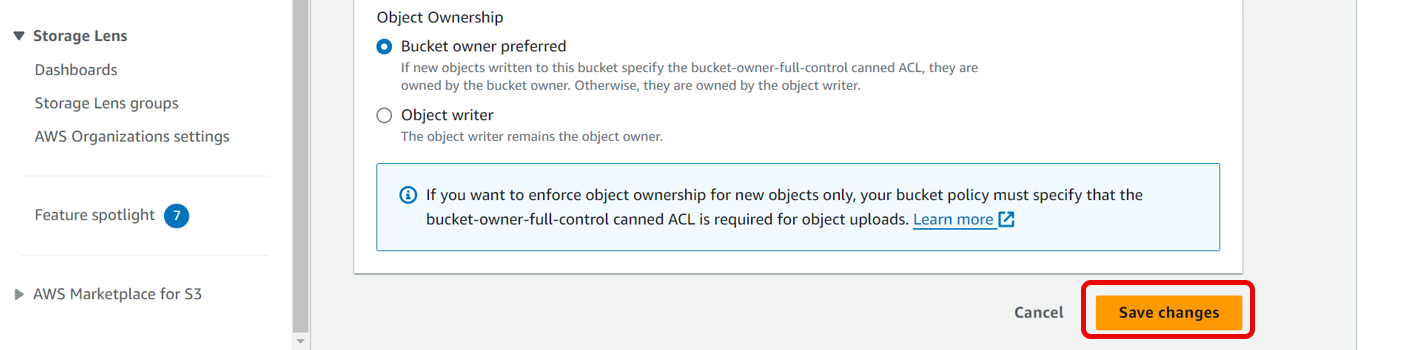 Storage Lens
Dashboards
Storage Lens groups
AWS Organizations settings
Feature spotlight 7
AWS Marketplace for S3
Object Ownership
Bucket owner preferred
If new objects written to this bucket specify the bucket-owner-full-control canned ACL, they are
owned by the bucket owner. Otherwise, they are owned by the object writer.
Object writer
The object writer remains the object owner.
If you want to enforce object ownership for new objects only, your bucket policy must specify that the
bucket-owner-full-control canned ACL is required for object uploads. Learn more
Cancel
Save changes